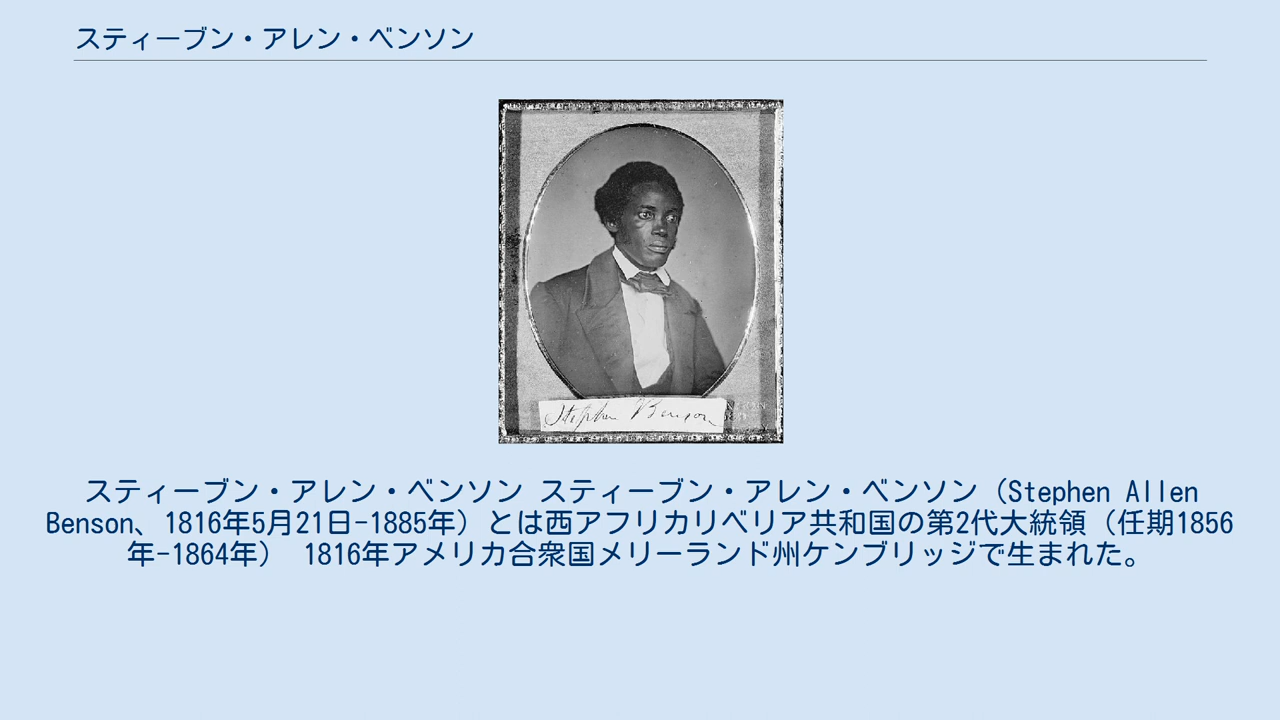 スティーブン・アレン・ベンソン
Stephen Benson
スティーブン・アレン・ベンソン スティーブン・アレン・ベンソン（Stephen Allen
Benson、1816年5月21日-1885年）とは西アフリカリベリア共和国の第2代大統領（任期1856
年-1864年） 1816年アメリカ合衆国メリーランド州ケンブリッジで生まれた。